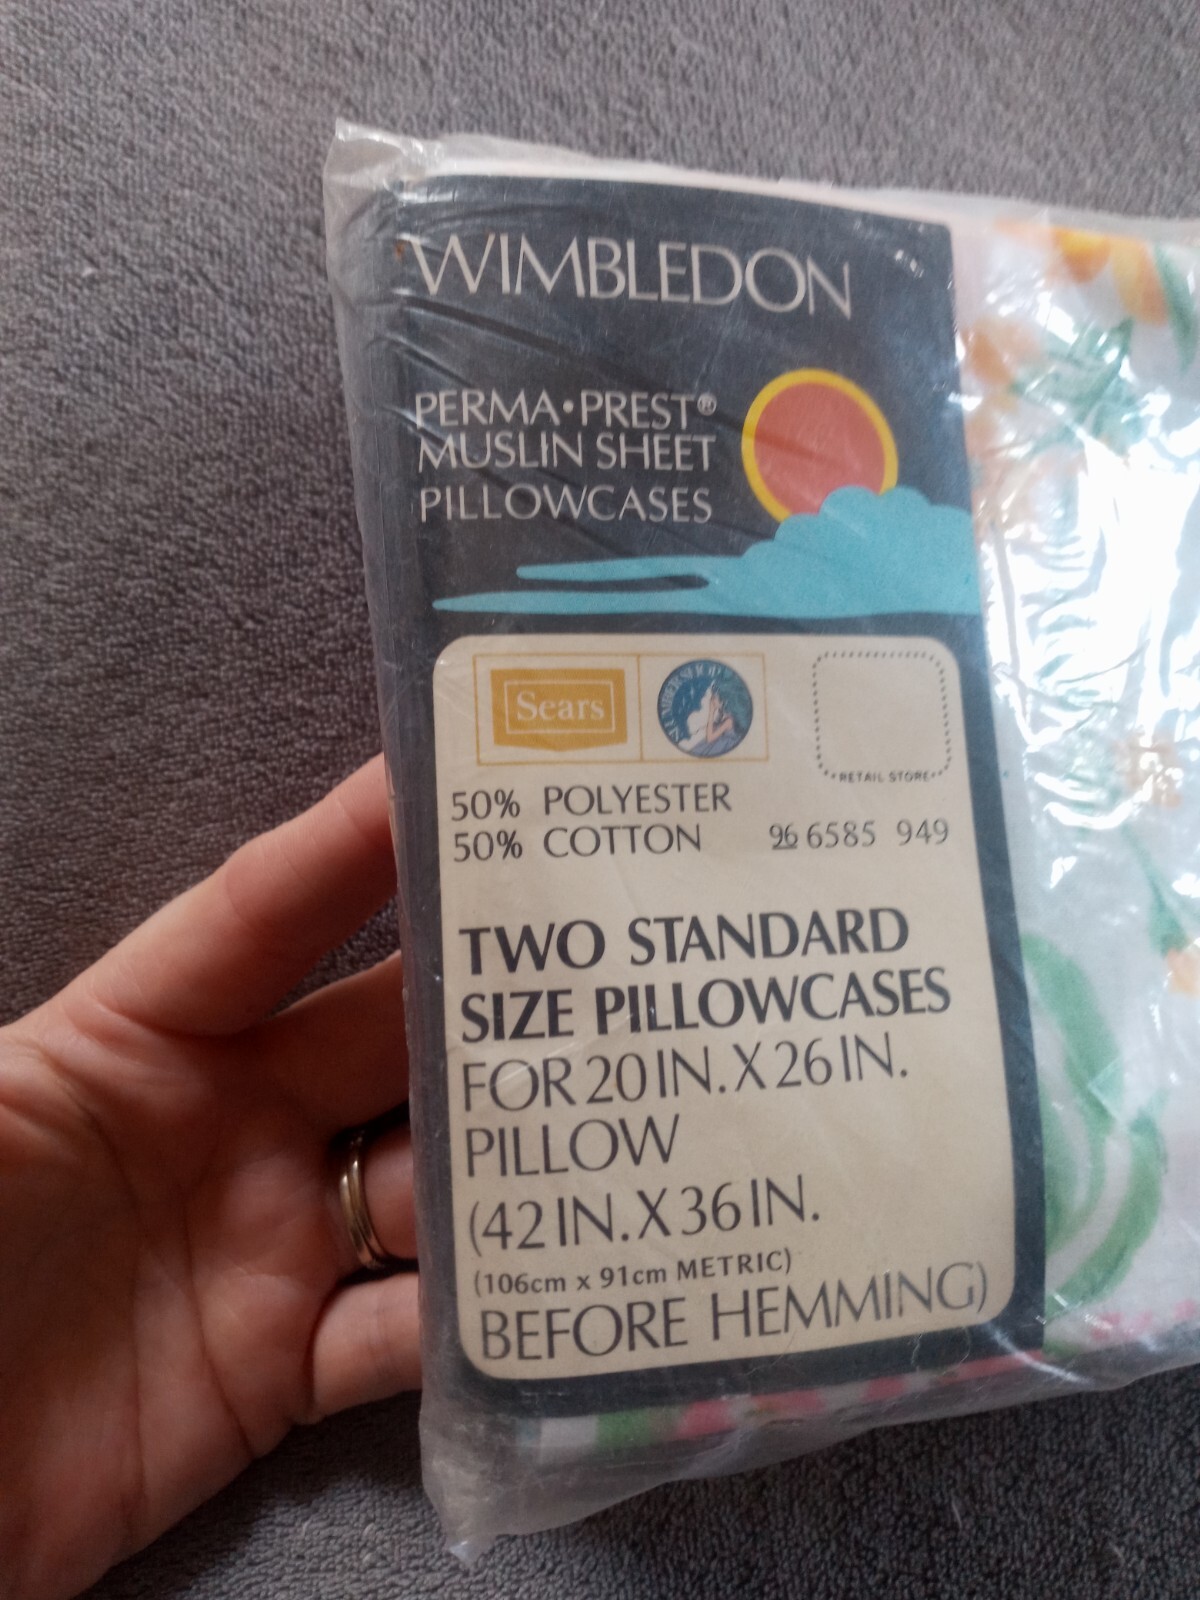 WIMBLEDON
PERMA•PREST®
MUSLIN SHEET
PILLOWCASES
Sears
RETAIL STORE
50% POLYESTER
50% COTTON
96 6585 949
TWO STANDARD
SIZE PILLOWCASES
FOR 20 IN. X 26 IN.
PILLOW
(42 IN. X 36 IN.
(106cm x 91cm METRIC)
BEFORE HEMMING)